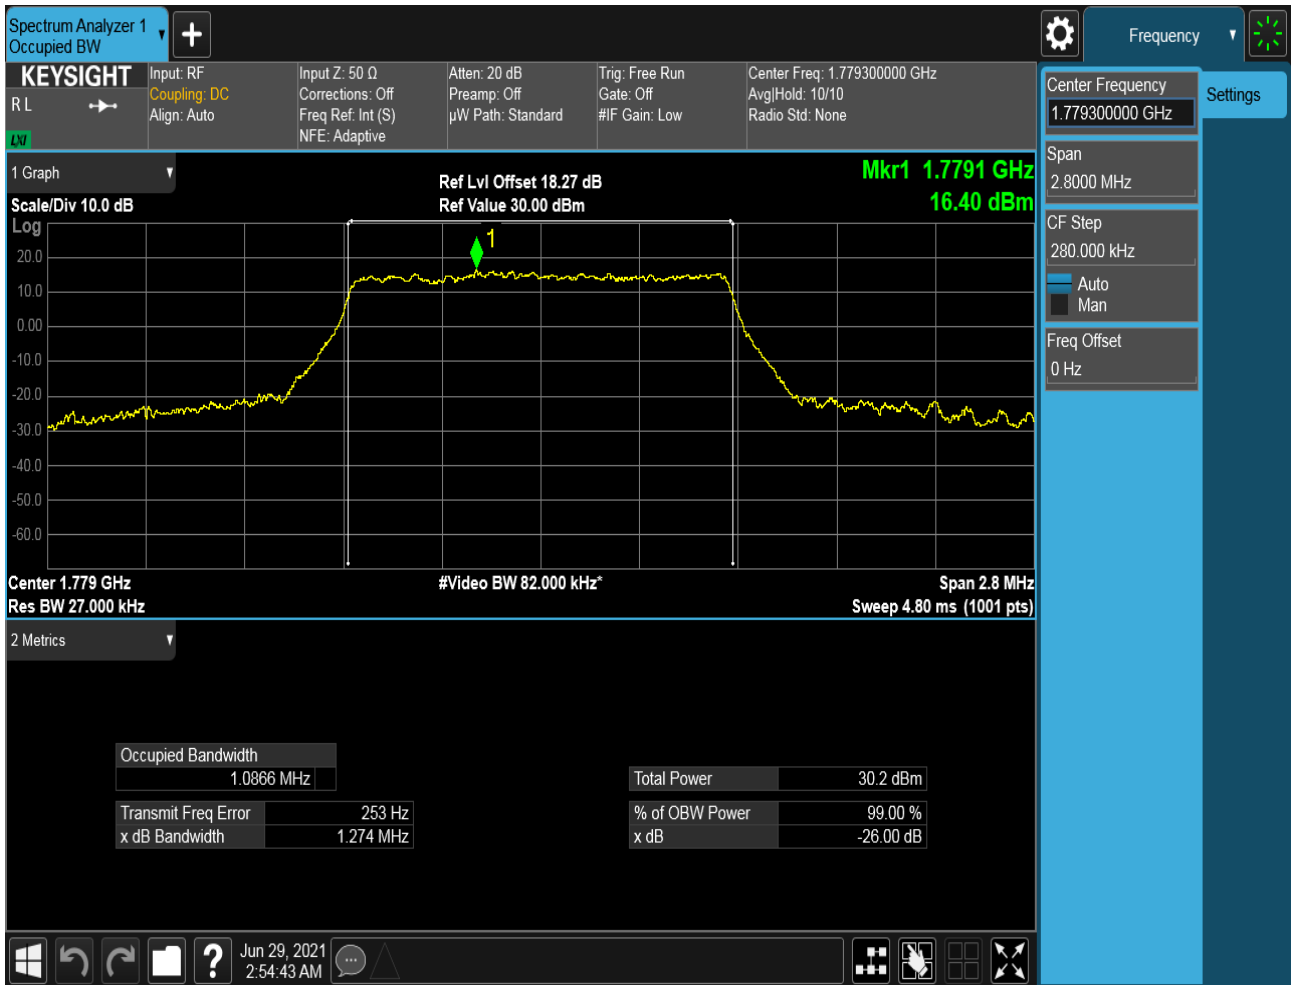 Spectrum Analyzer 1
Occupied BW
Frequency
KEYSIGHT
R L
LXI
Input: RF
Coupling: DC
Align: Auto
Input Z: 50 Ω
Corrections: Off
Freq Ref: Int (S)
NFE: Adaptive
Atten: 20 dB
Preamp: Off
µW Path: Standard
Trig: Free Run
Gate: Off
#IF Gain: Low
Center Freq: 1.779300000 GHz
Avg|Hold: 10/10
Radio Std: None
Center Frequency
1.779300000 GHz
Settings
Span
2.8000 MHz
CF Step
280.000 kHz
Auto
Man
Freq Offset
0 Hz
1 Graph
Scale/Div 10.0 dB
Ref Lvl Offset 18.27 dB
Ref Value 30.00 dBm
Mkr1 1.7791 GHz
16.40 dBm
Log
1
20.0
10.0
0.00
-10.0
-20.0
-30.0
-40.0
-50.0
-60.0
Center 1.779 GHz
#Video BW 82.000 kHz*
Span 2.8 MHz
Res BW 27.000 kHz
Sweep 4.80 ms (1001 pts)
2 Metrics
Occupied Bandwidth
1.0866 MHz
Total Power 30.2 dBm
Transmit Freq Error 253 Hz
% of OBW Power 99.00 %
x dB Bandwidth 1.274 MHz
x dB -26.00 dB
?
Jun 29, 2021
2:54:43 AM